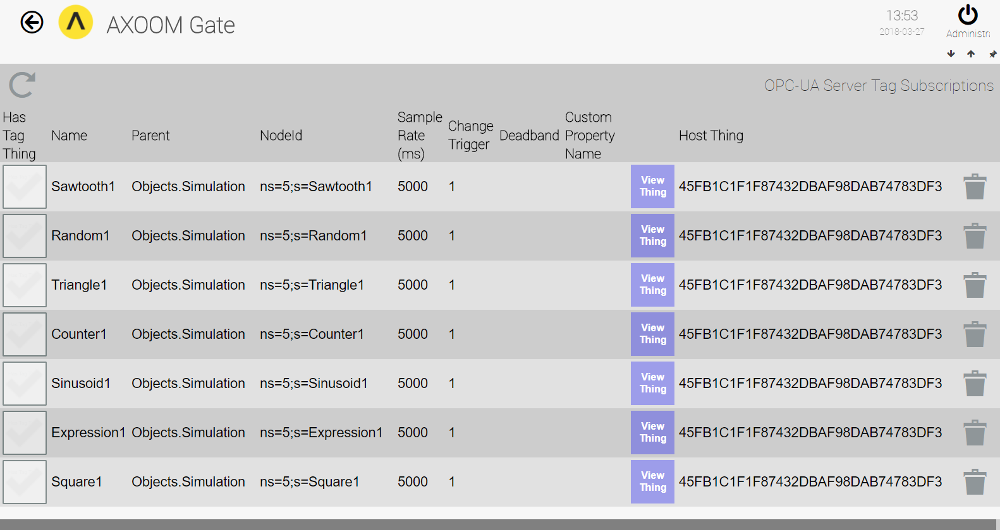 AXOOM Gate
13:53
2018-03-27
Administra
OPC-UA Server Tag Subscriptions
Has Tag Thing Name Parent NodeId Sample Rate (ms) Change Trigger Deadband Custom Property Name Host Thing
Sawtooth1 Objects.Simulation ns=5;s=Sawtooth1 5000 1 View Thing 45FB1C1F1F87432DBAF98DAB74783DF3
Random1 Objects.Simulation ns=5;s=Random1 5000 1 View Thing 45FB1C1F1F87432DBAF98DAB74783DF3
Triangle1 Objects.Simulation ns=5;s=Triangle1 5000 1 View Thing 45FB1C1F1F87432DBAF98DAB74783DF3
Counter1 Objects.Simulation ns=5;s=Counter1 5000 1 View Thing 45FB1C1F1F87432DBAF98DAB74783DF3
Sinusoid1 Objects.Simulation ns=5;s=Sinusoid1 5000 1 View Thing 45FB1C1F1F87432DBAF98DAB74783DF3
Expression1 Objects.Simulation ns=5;s=Expression1 5000 1 View Thing 45FB1C1F1F87432DBAF98DAB74783DF3
Square1 Objects.Simulation ns=5;s=Square1 5000 1 View Thing 45FB1C1F1F87432DBAF98DAB74783DF3